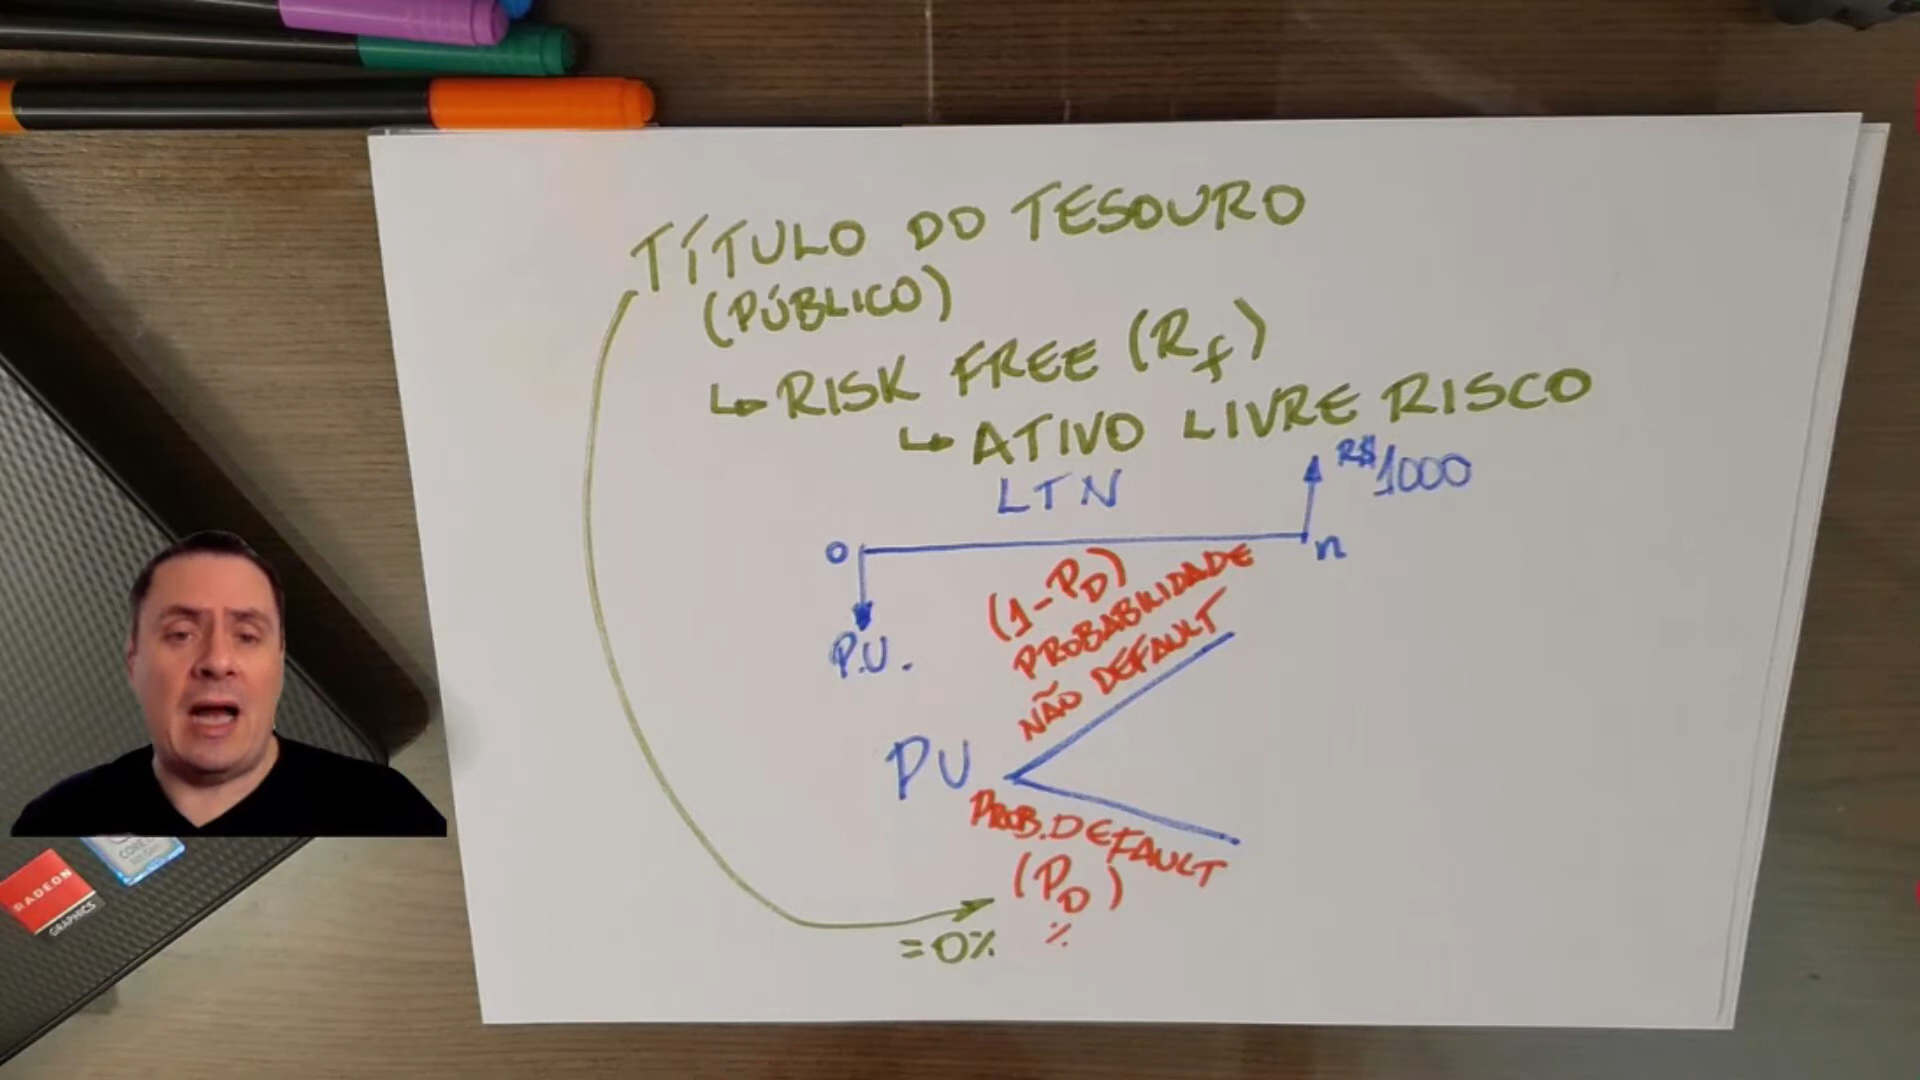 TÍTULO DO TESOURO
(PÚBLICO)
↳ RISK FREE (Rf)
↳ ATIVO LIVRE RISCO
LTN
R$ 1000
0
n
P.U.
(1-PD)
PROBABILIDADE
NÃO DEFAULT
PU
PROB. DEFAULT
(PD)
%
=0%
RADEON
GRAPHICS
CORE